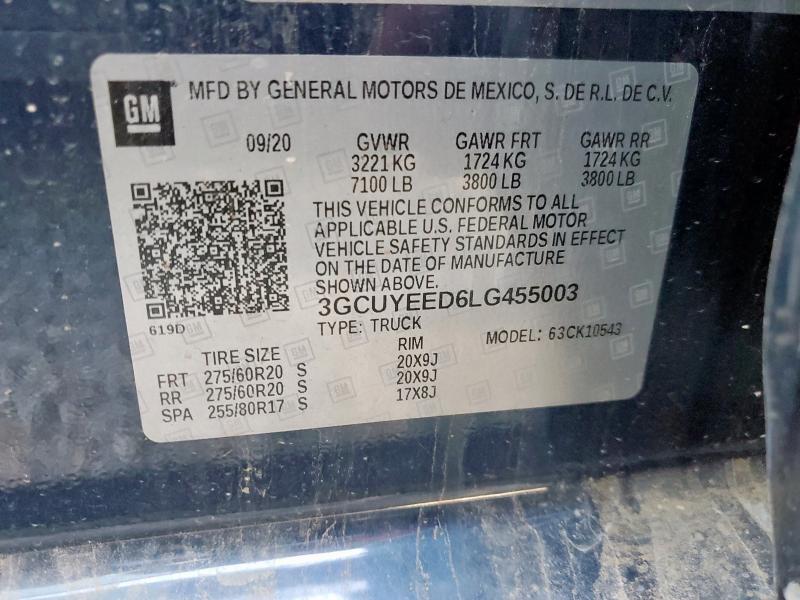 GM MFD BY GENERAL MOTORS DE MEXICO, S. DE R.L. DE C.V.
09/20 GVWR GAWR FRT GAWR RR
3221 KG 1724 KG 1724 KG
7100 LB 3800 LB 3800 LB
THIS VEHICLE CONFORMS TO ALL
APPLICABLE U.S. FEDERAL MOTOR
VEHICLE SAFETY STANDARDS IN EFFECT
ON THE DATE OF MANUFACTURE
SHOWN ABOVE.
3GCUYEED6LG455003
619D TYPE: TRUCK MODEL: 63CK10543
TIRE SIZE RIM
FRT 275/60R20 S 20X9J
RR 275/60R20 S 20X9J
SPA 255/80R17 S 17X8J